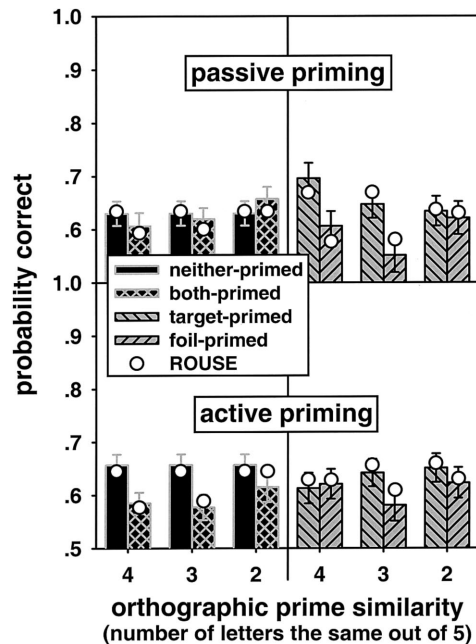 1.0
passive priming
.9
.8
.7
.6
1.0
neither-primed
both-primed
target-primed
foil-primed
ROUSE
.9
.8
active priming
.7
.6
.5
probability correct
4 3 2 4 3 2
orthographic prime similarity
(number of letters the same out of 5)